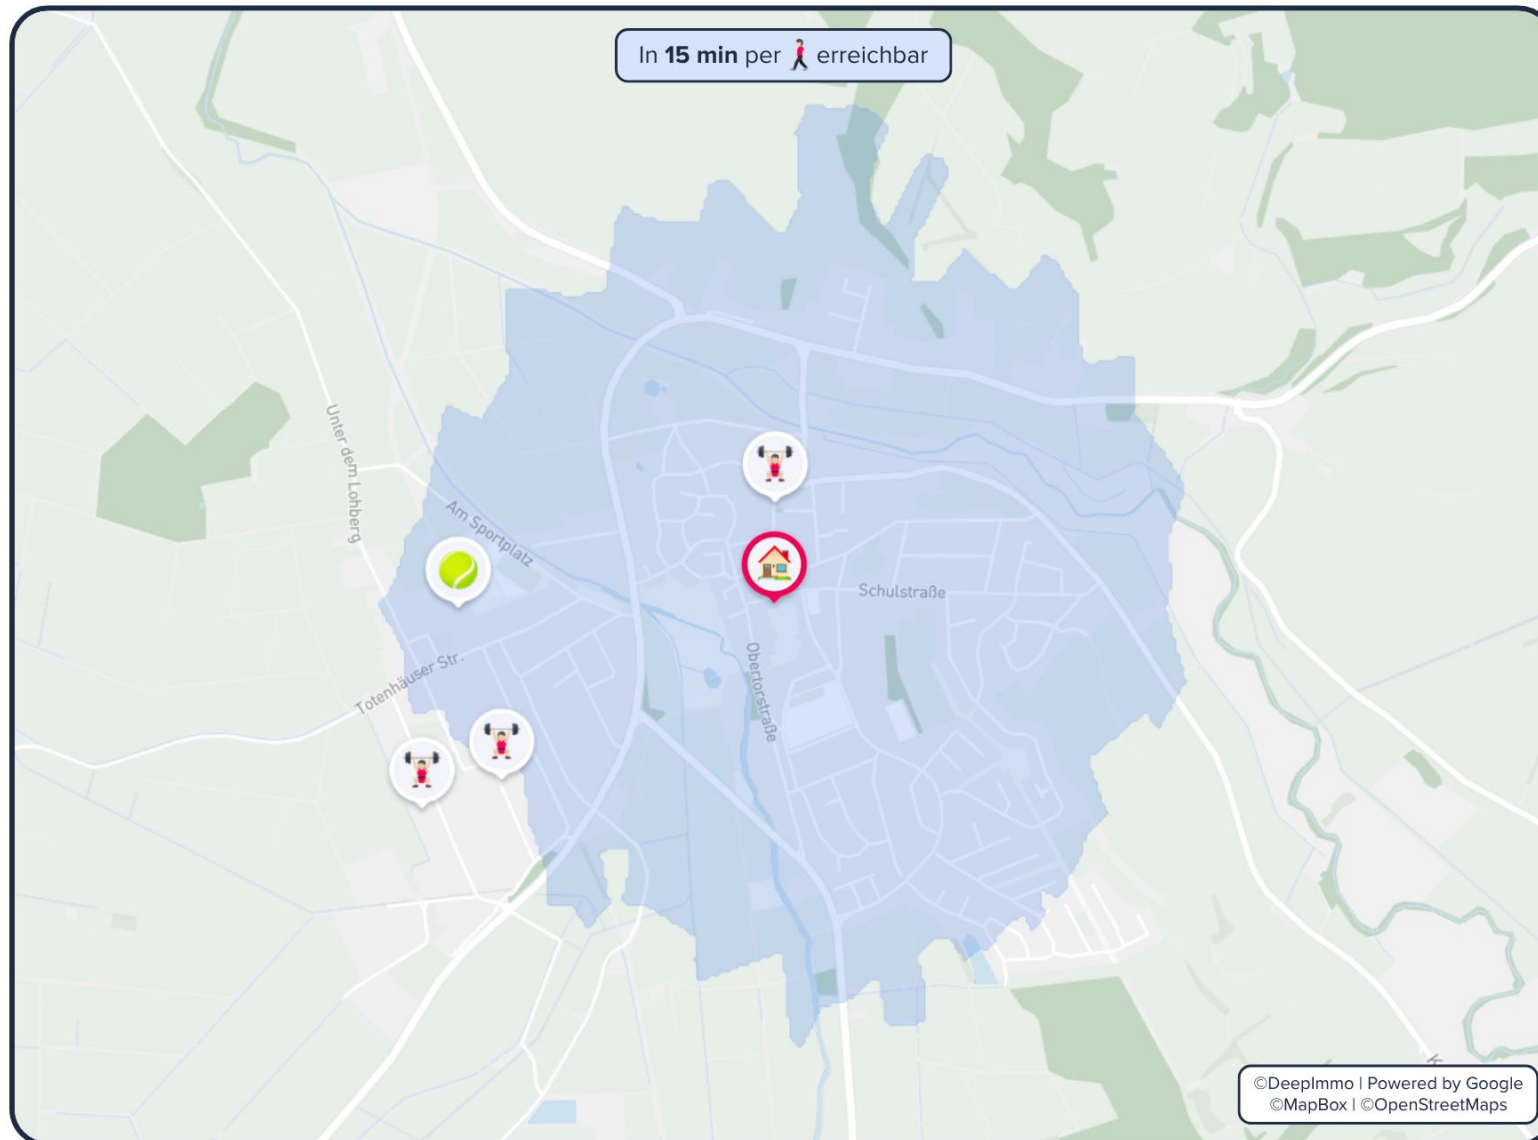 In 15 min per erreichbar
Unter dem Lohberg
Am Sportplatz
Schulstraße
Totenhäuser Str.
Obertorstraße
©DeepImmo | Powered by Google
©MapBox | ©OpenStreetMaps